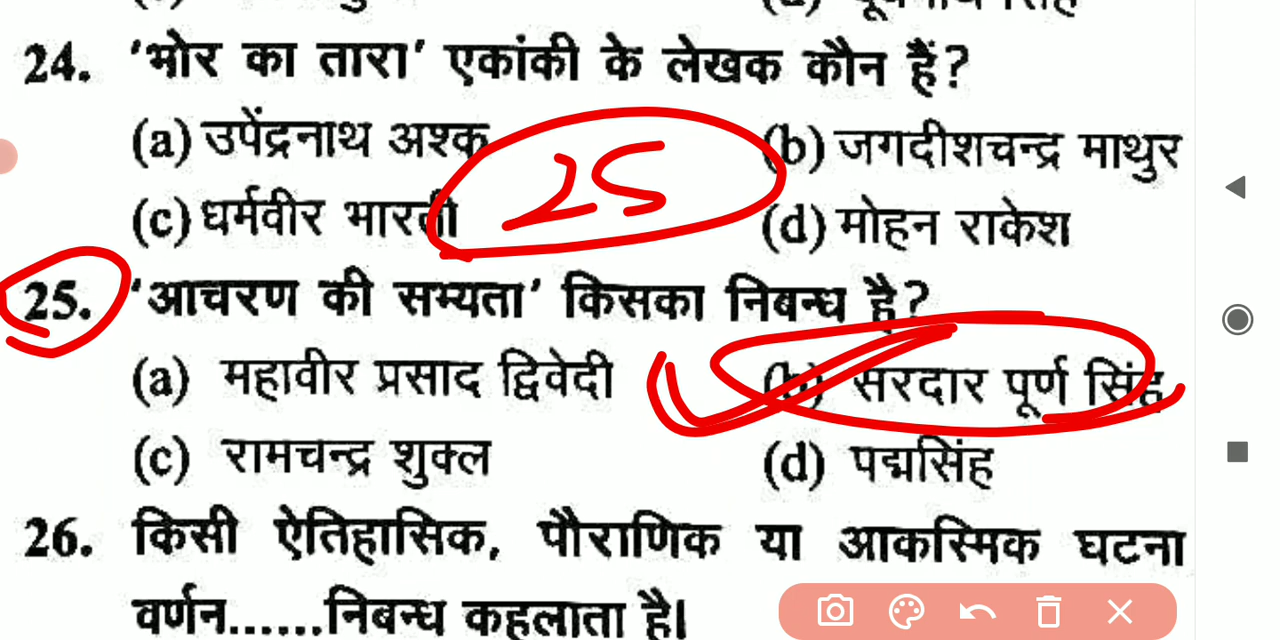 24. 'भोर का तारा' एकांकी के लेखक कौन हैं?
(a) उपेंद्रनाथ अश्क (b) जगदीशचन्द्र माथुर
25
(c) धर्मवीर भारती (d) मोहन राकेश
25. 'आचरण की सभ्यता' किसका निबन्ध है?
(a) महावीर प्रसाद द्विवेदी (b) सरदार पूर्ण सिंह
(c) रामचन्द्र शुक्ल (d) पद्मसिंह
26. किसी ऐतिहासिक, पौराणिक या आकस्मिक घटना
वर्णन......निबन्ध कहलाता है।